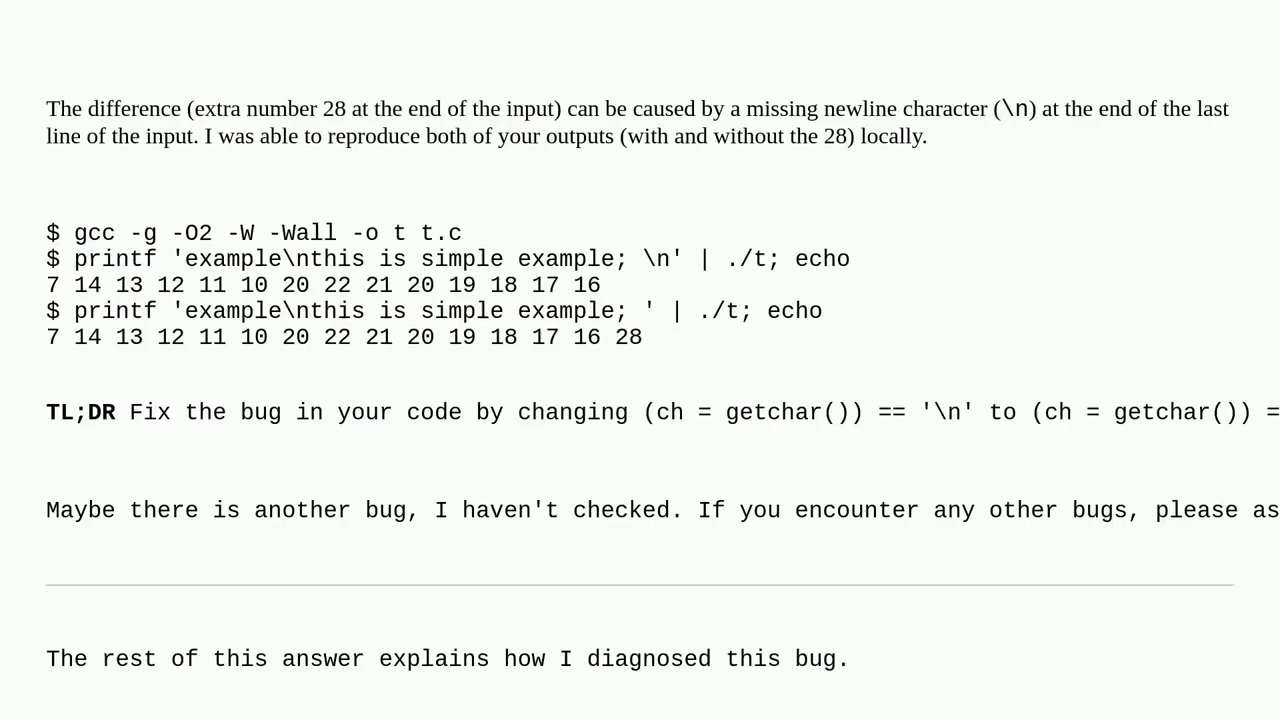 The difference (extra number 28 at the end of the input) can be caused by a missing newline character (\n) at the end of the last
line of the input. I was able to reproduce both of your outputs (with and without the 28) locally.
$ gcc -g -O2 -W -Wall -o t t.c
$ printf 'example\nthis is simple example; \n' | ./t; echo
7 14 13 12 11 10 20 22 21 20 19 18 17 16
$ printf 'example\nthis is simple example; ' | ./t; echo
7 14 13 12 11 10 20 22 21 20 19 18 17 16 28
TL;DR Fix the bug in your code by changing (ch = getchar()) == '\n' to (ch = getchar()) =
Maybe there is another bug, I haven't checked. If you encounter any other bugs, please as
The rest of this answer explains how I diagnosed this bug.